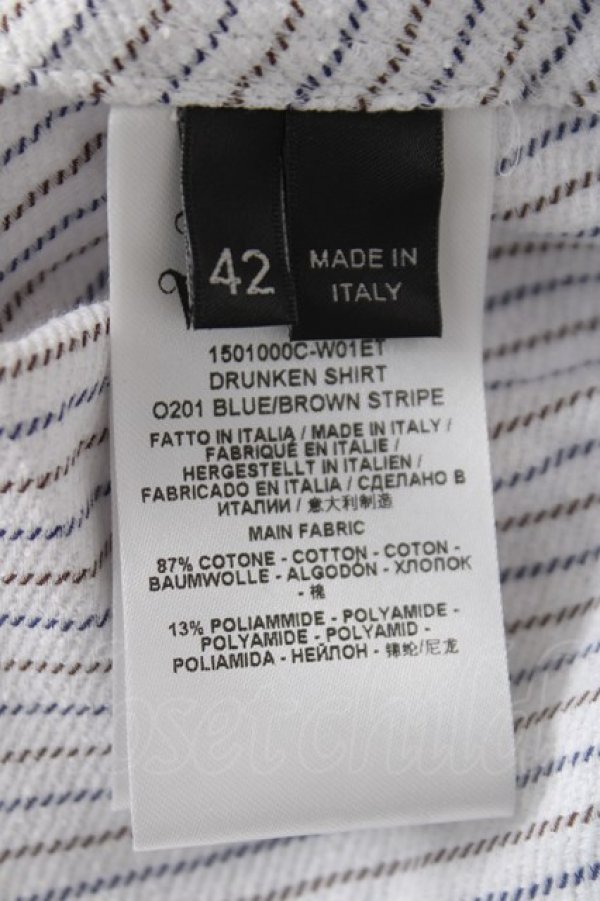 42
MADE IN
ITALY
1501000C-W01ET
DRUNKEN SHIRT
O201 BLUE/BROWN STRIPE
FATTO IN ITALIA / MADE IN ITALY /
FABRIQUÉ EN ITALIE /
HERGESTELLT IN ITALIEN /
FABRICADO EN ITALIA / СДЕЛАНО В
ИТАЛИИ / 意大利制造
MAIN FABRIC
87% COTONE - COTTON - COTON -
BAUMWOLLE - ALGODÓN - ХЛОПОК
- 棉
13% POLIAMMIDE - POLYAMIDE -
POLYAMIDE - POLYAMID -
POLIAMIDA - НЕЙЛОН - 锦纶/尼龙
closetchild